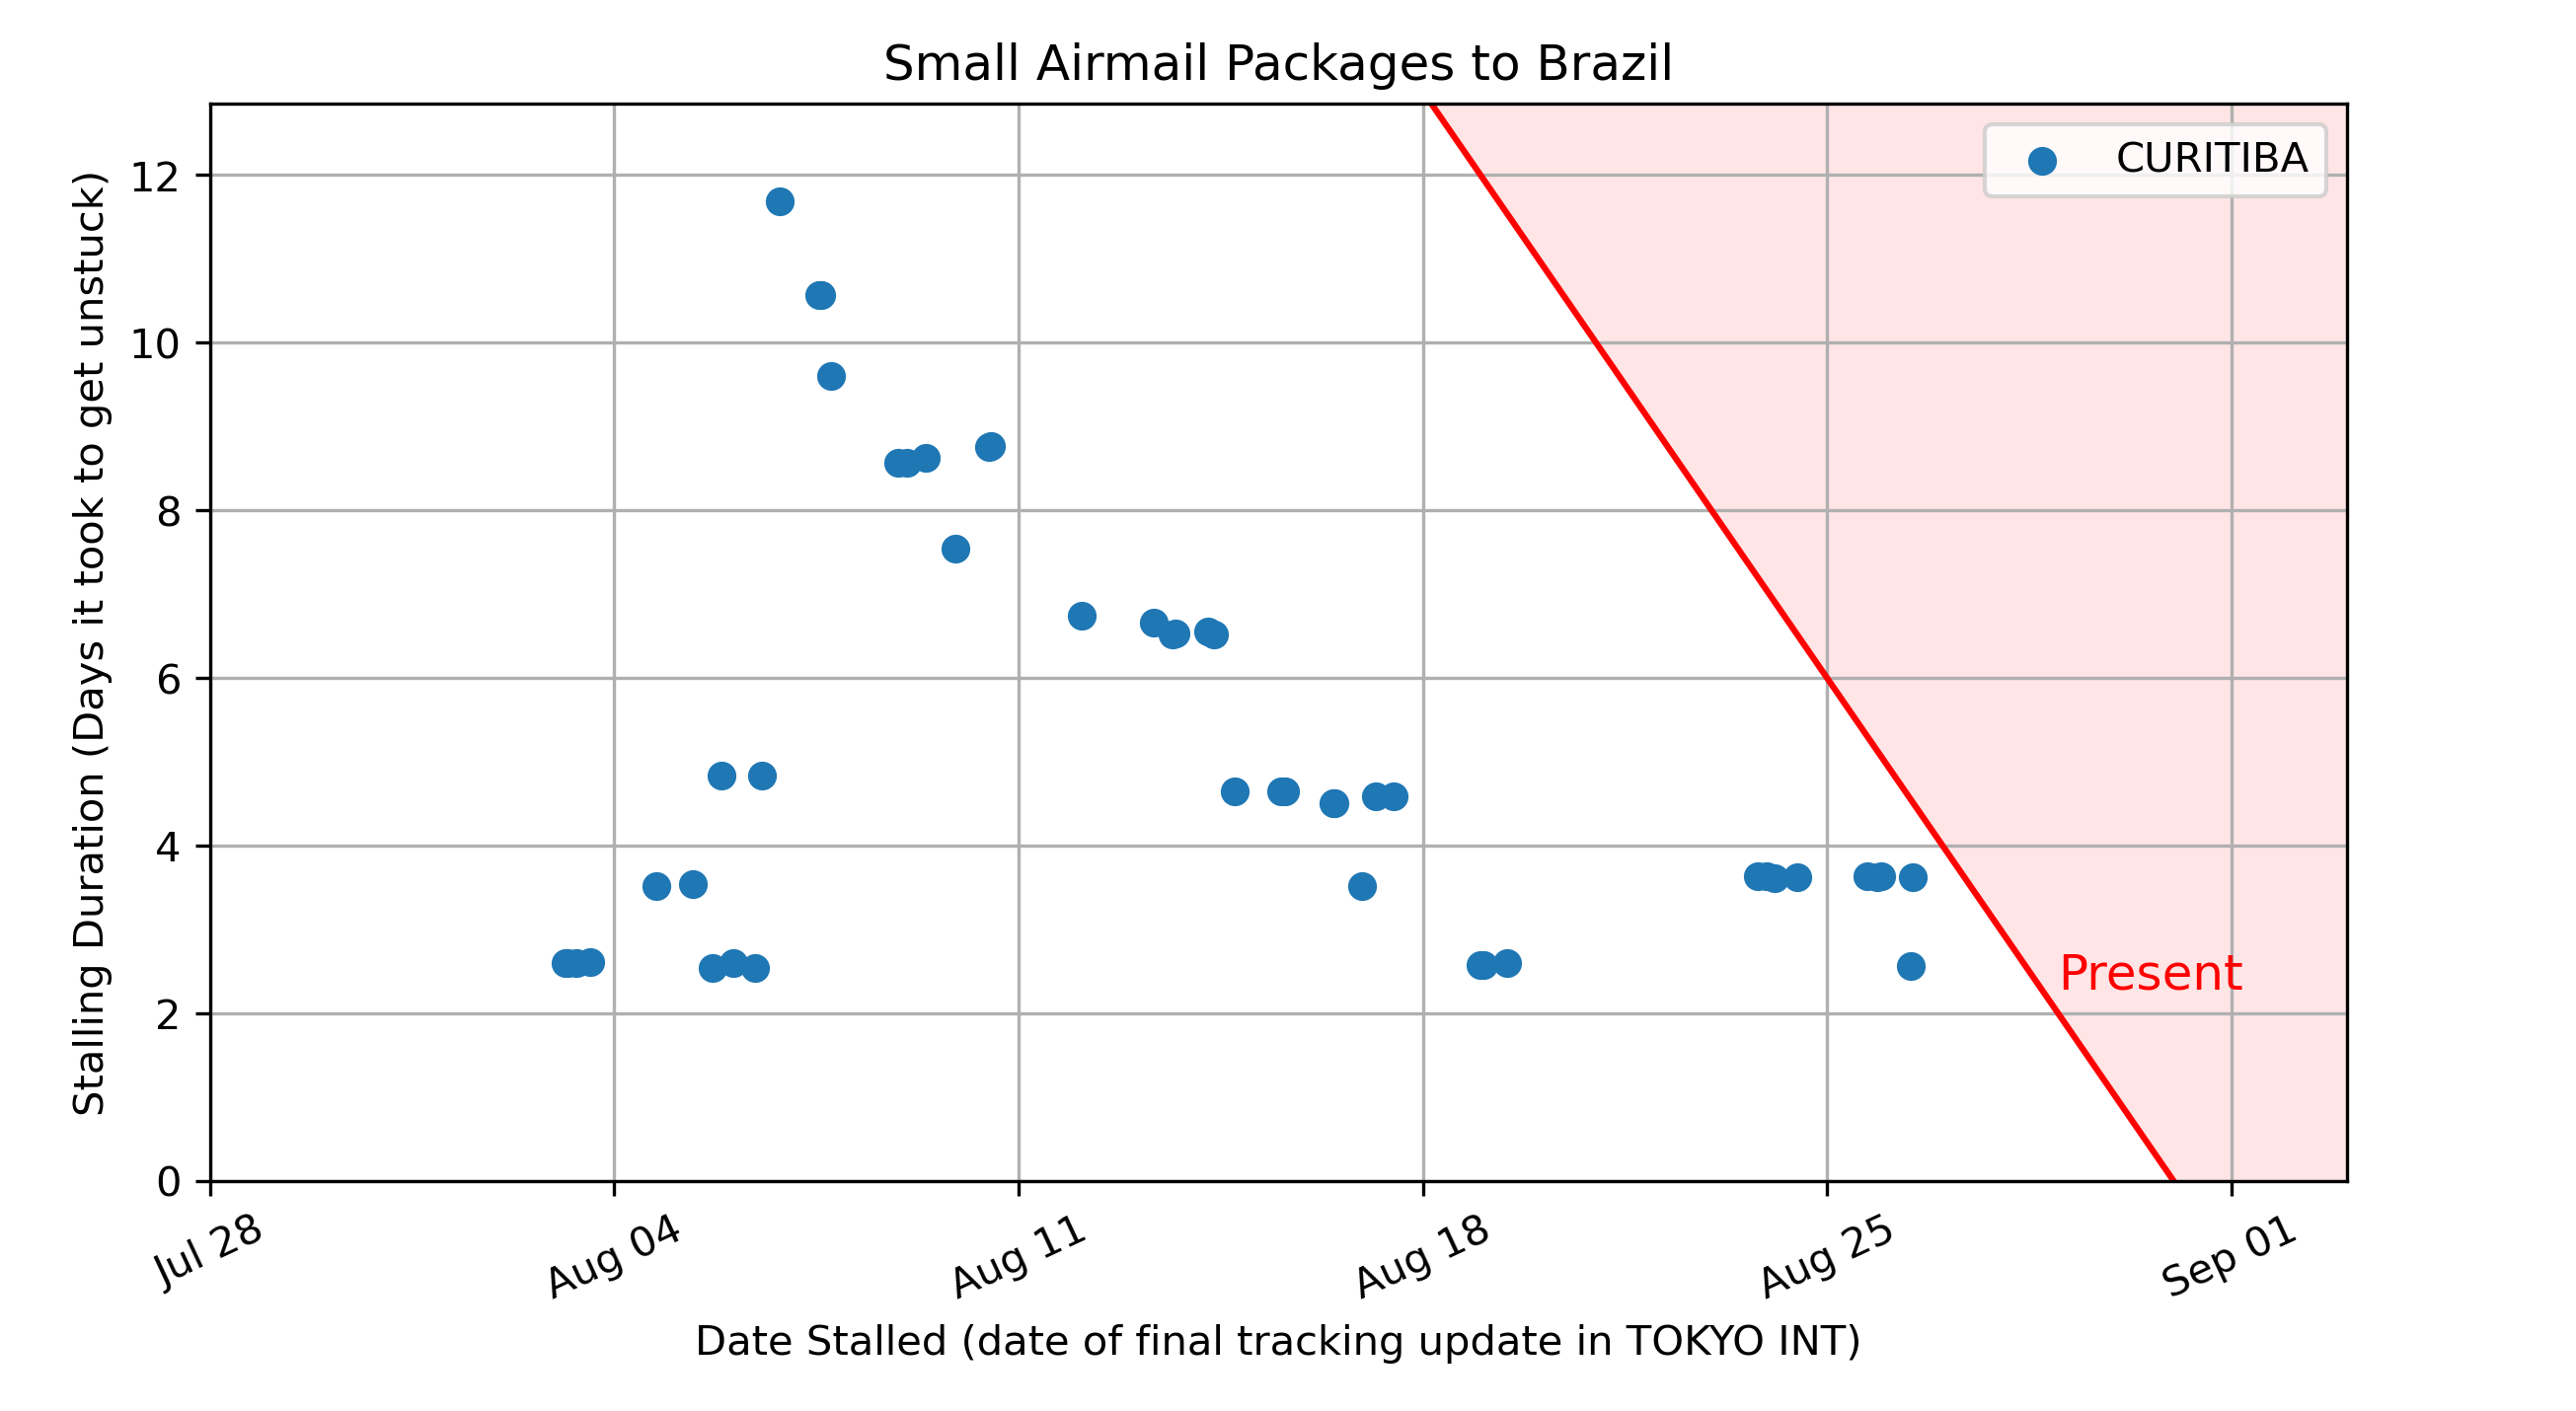 Small Airmail Packages to Brazil
CURITIBA
Stalling Duration (Days it took to get unstuck)
12
10
8
6
4
2
0
Present
Jul 28
Aug 04
Aug 11
Aug 18
Aug 25
Sep 01
Date Stalled (date of final tracking update in TOKYO INT)